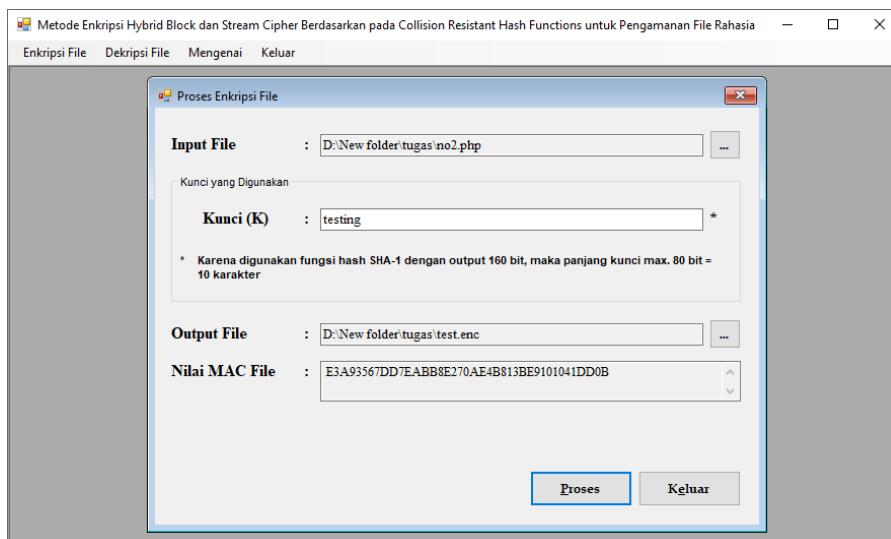 Metode Enkripsi Hybrid Block dan Stream Cipher Berdasarkan pada Collision Resistant Hash Functions untuk Pengamanan File Rahasia
Enkripsi File Dekripsi File Mengenai Keluar
Proses Enkripsi File
Input File : D:\New folder\tugas\no2.php ...
Kunci yang Digunakan
Kunci (K) : testing *
* Karena digunakan fungsi hash SHA-1 dengan output 160 bit, maka panjang kunci max. 80 bit =
10 karakter
Output File : D:\New folder\tugas\test.enc ...
Nilai MAC File : E3A93567DD7EABB8E270AE4B813BE9101041DD0B
Proses Keluar